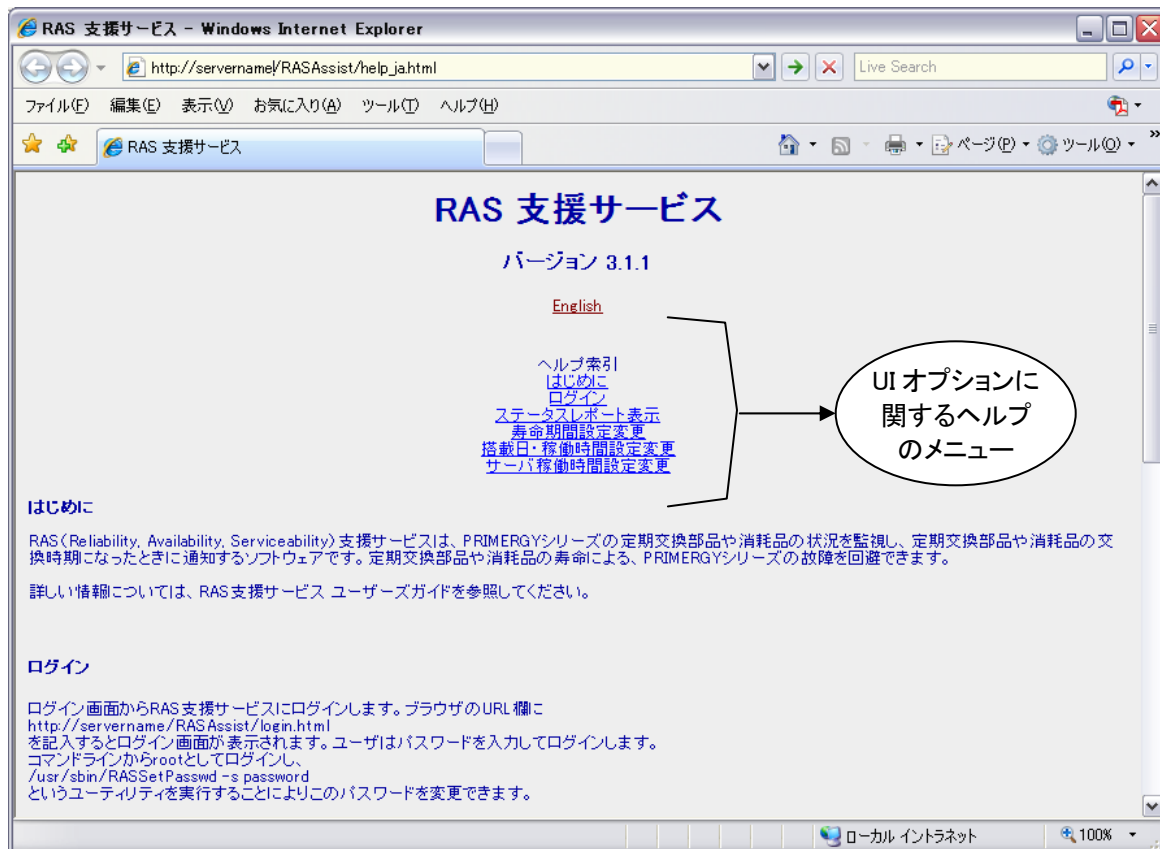 RAS 支援サービス - Windows Internet Explorer
http://servername/RASAssist/help_ja.html
Live Search
ファイル(F) 編集(E) 表示(V) お気に入り(A) ツール(T) ヘルプ(H)
RAS 支援サービス
ページ(P) ツール(O)
RAS 支援サービス
バージョン 3.1.1
English
ヘルプ索引
はじめに
ログイン
ステータスレポート表示
寿命期間設定変更
搭載日・稼働時間設定変更
サーバ稼働時間設定変更
UI オプションに
関するヘルプ
のメニュー
はじめに
RAS(Reliability, Availability, Serviceability)支援サービスは、PRIMERGYシリーズの定期交換部品や消耗品の状況を監視し、定期交換部品や消耗品の交
換時期になったときに通知するソフトウェアです。定期交換部品や消耗品の寿命による、PRIMERGYシリーズの故障を回避できます。
詳しい情報については、RAS支援サービス ユーザーズガイドを参照してください。
ログイン
ログイン画面からRAS支援サービスにログインします。ブラウザのURL欄に
http://servername/RASAssist/login.html
を記入するとログイン画面が表示されます。ユーザはパスワードを入力してログインします。
コマンドラインからrootとしてログインし、
/usr/sbin/RASSetPasswd -s password
というユーティリティを実行することによりこのパスワードを変更できます。
ローカル イントラネット
100%